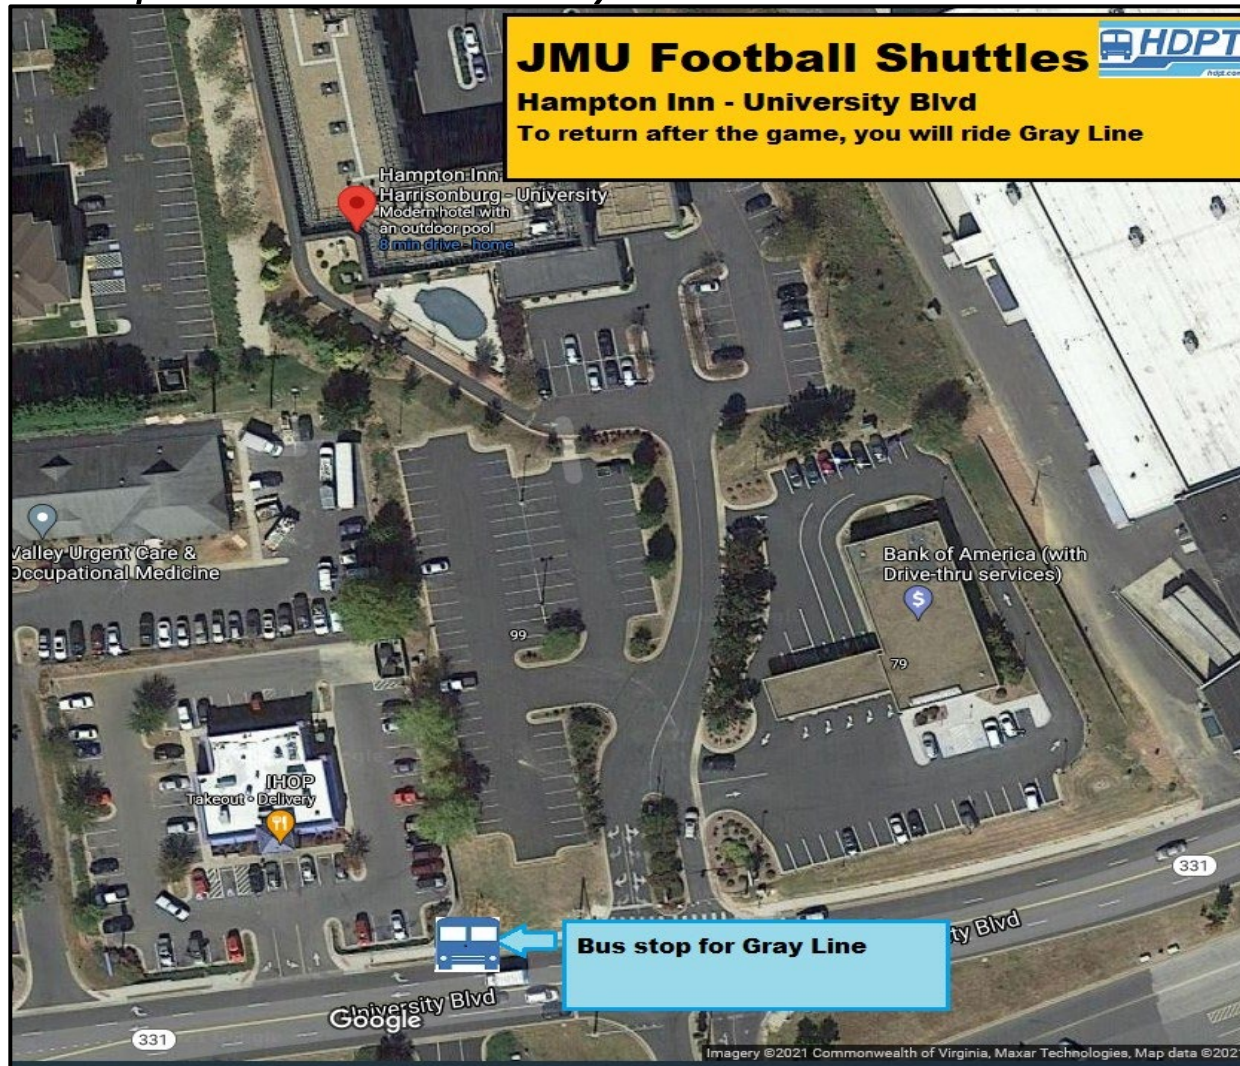 JMU Football Shuttles
HDPT
hdpt.com
Hampton Inn - University Blvd
To return after the game, you will ride Gray Line
Hampton Inn
Harrisonburg - University
Modern hotel with
an outdoor pool
8 min drive - home
Valley Urgent Care &
Occupational Medicine
Bank of America (with
Drive-thru services)
99
79
IHOP
Takeout • Delivery
331
Bus stop for Gray Line
ty Blvd
University Blvd
Google
331
Imagery ©2021 Commonwealth of Virginia, Maxar Technologies, Map data ©2021